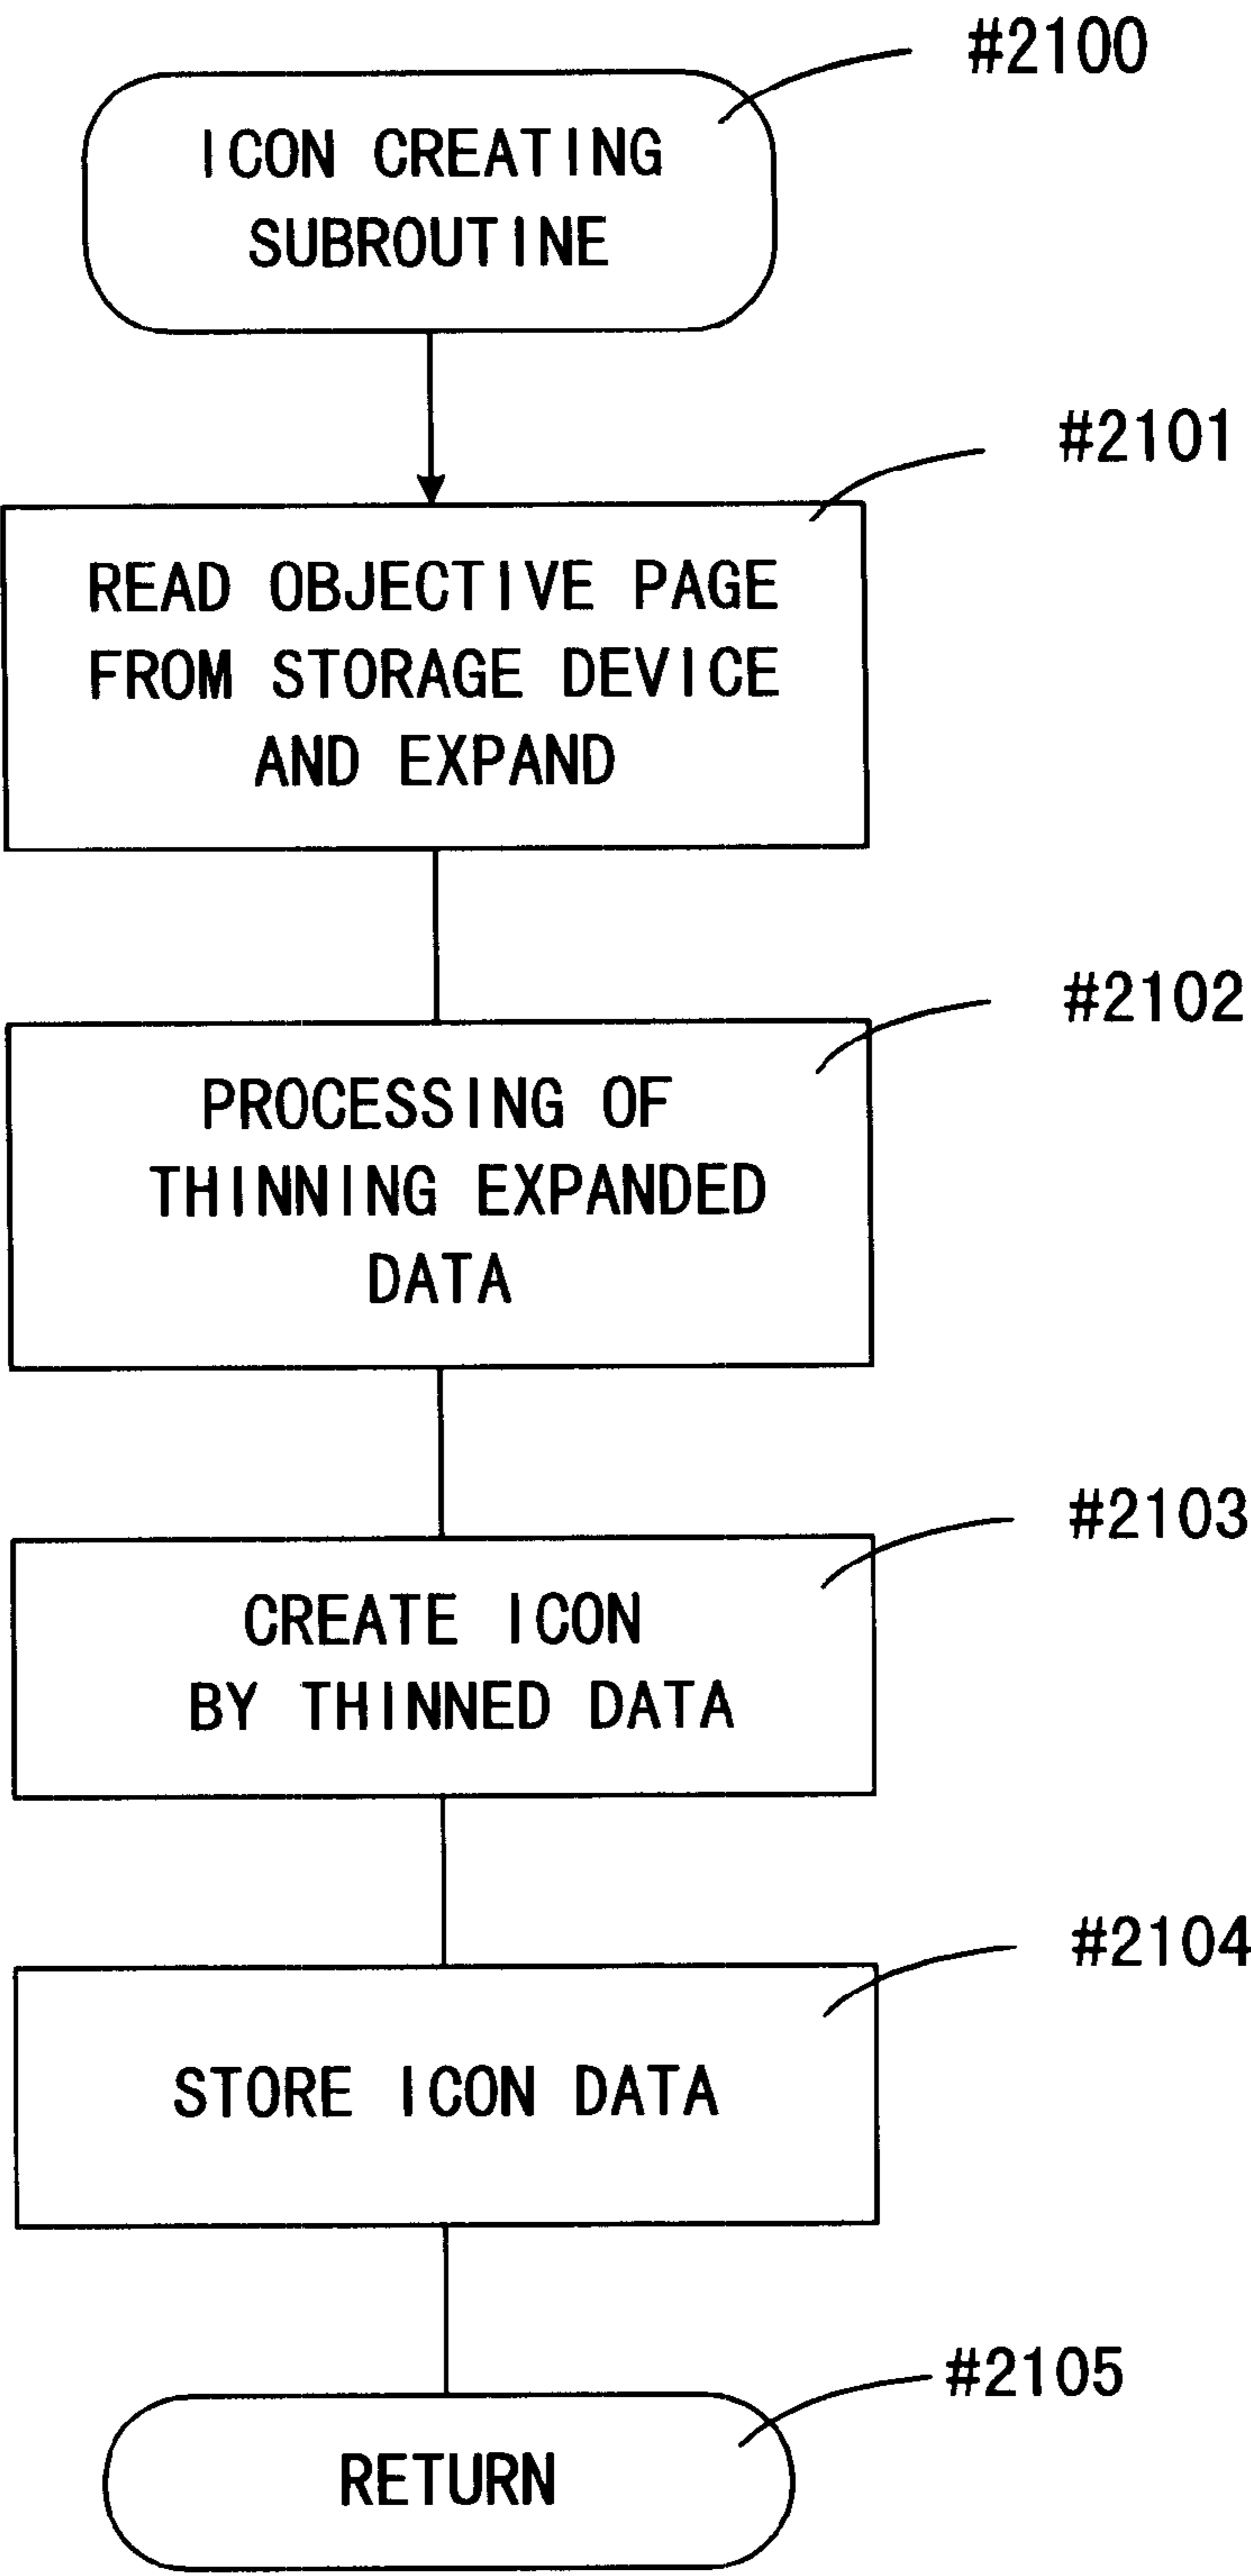 #2100
ICON CREATING
SUBROUTINE
#2101
READ OBJECTIVE PAGE
FROM STORAGE DEVICE
AND EXPAND
#2102
PROCESSING OF
THINNING EXPANDED
DATA
#2103
CREATE ICON
BY THINNED DATA
#2104
STORE ICON DATA
#2105
RETURN